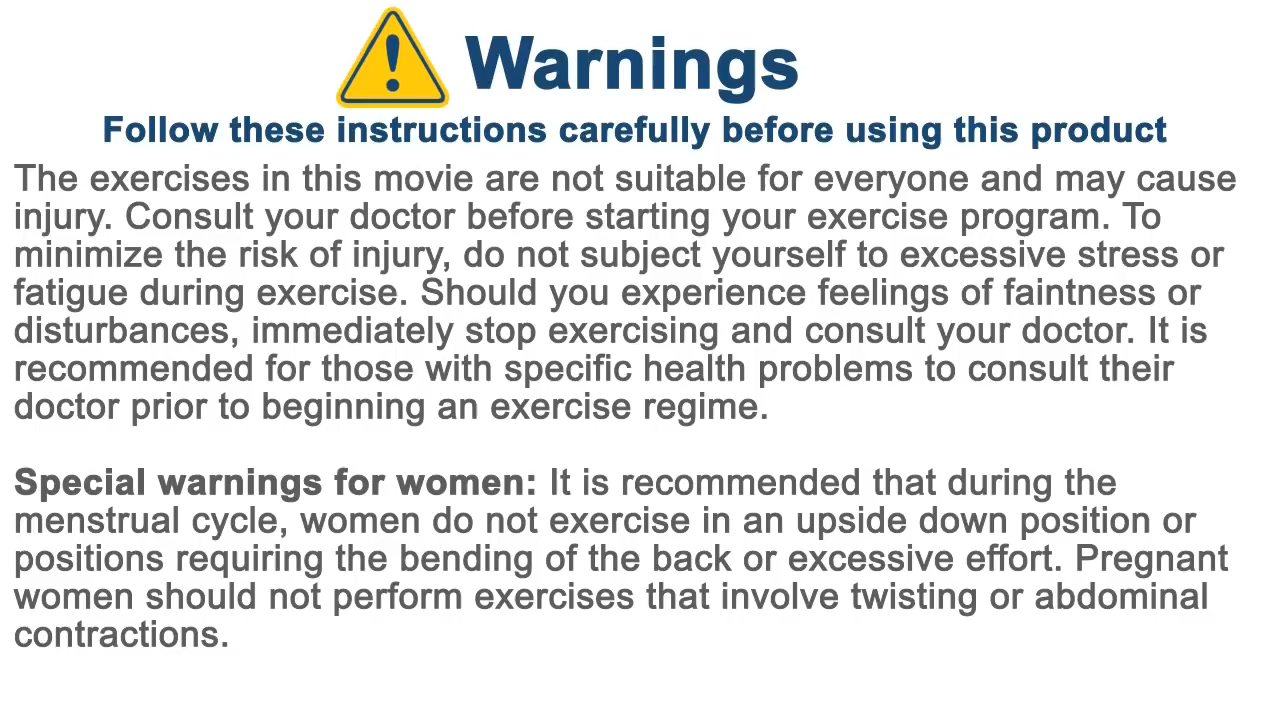 Warnings
Follow these instructions carefully before using this product
The exercises in this movie are not suitable for everyone and may cause
injury. Consult your doctor before starting your exercise program. To
minimize the risk of injury, do not subject yourself to excessive stress or
fatigue during exercise. Should you experience feelings of faintness or
disturbances, immediately stop exercising and consult your doctor. It is
recommended for those with specific health problems to consult their
doctor prior to beginning an exercise regime.
Special warnings for women: It is recommended that during the
menstrual cycle, women do not exercise in an upside down position or
positions requiring the bending of the back or excessive effort. Pregnant
women should not perform exercises that involve twisting or abdominal
contractions.